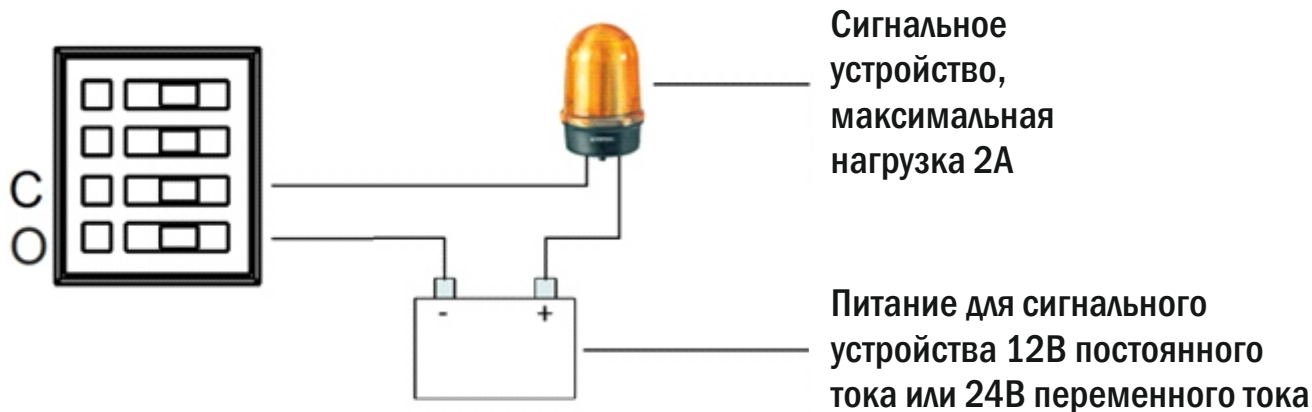 Сигнальное
устройство,
максимальная
нагрузка 2А
C
O
- +
Питание для сигнального
устройства 12В постоянного
тока или 24В переменного тока